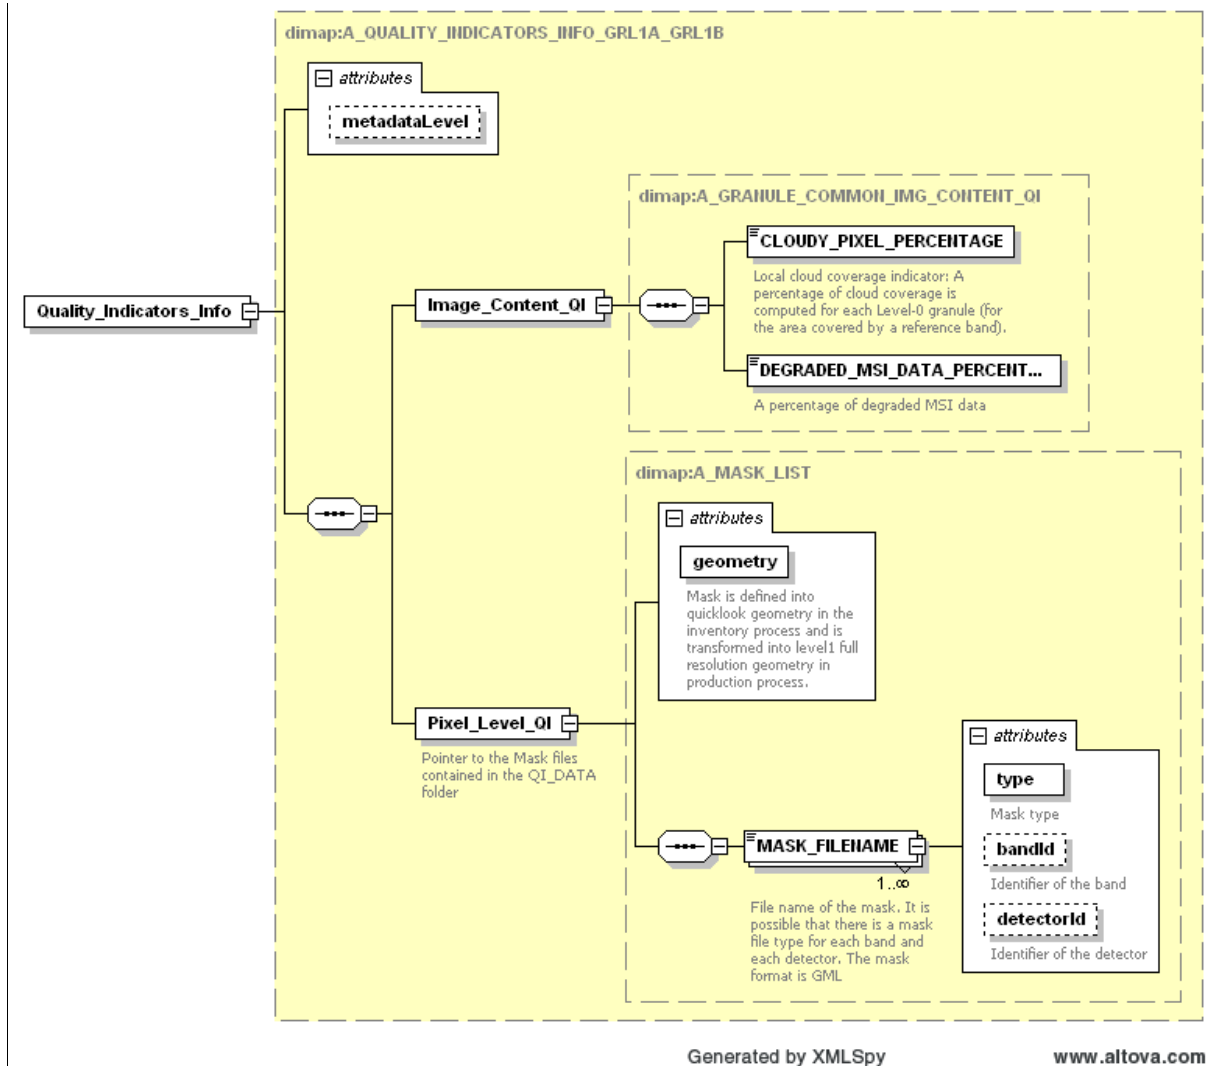 dimap:A_QUALITY_INDICATORS_INFO_GRL1A_GRL1B
attributes
metadataLevel
dimap:A_GRANULE_COMMON_IMG_CONTENT_QI
CLOUDY_PIXEL_PERCENTAGE
Local cloud coverage indicator: A
percentage of cloud coverage is
computed for each Level-0 granule (for
the area covered by a reference band).
Quality_Indicators_Info
Image_Content_QI
DEGRADED_MSI_DATA_PERCENT...
A percentage of degraded MSI data
dimap:A_MASK_LIST
attributes
geometry
Mask is defined into
quicklook geometry in the
inventory process and is
transformed into level1 full
resolution geometry in
production process.
Pixel_Level_QI
Pointer to the Mask files
contained in the QI_DATA
folder
attributes
type
Mask type
MASK_FILENAME
1..∞
File name of the mask. It is
possible that there is a mask
file type for each band and
each detector. The mask
format is GML
bandId
Identifier of the band
detectorId
Identifier of the detector
Generated by XMLSpy
www.altova.com